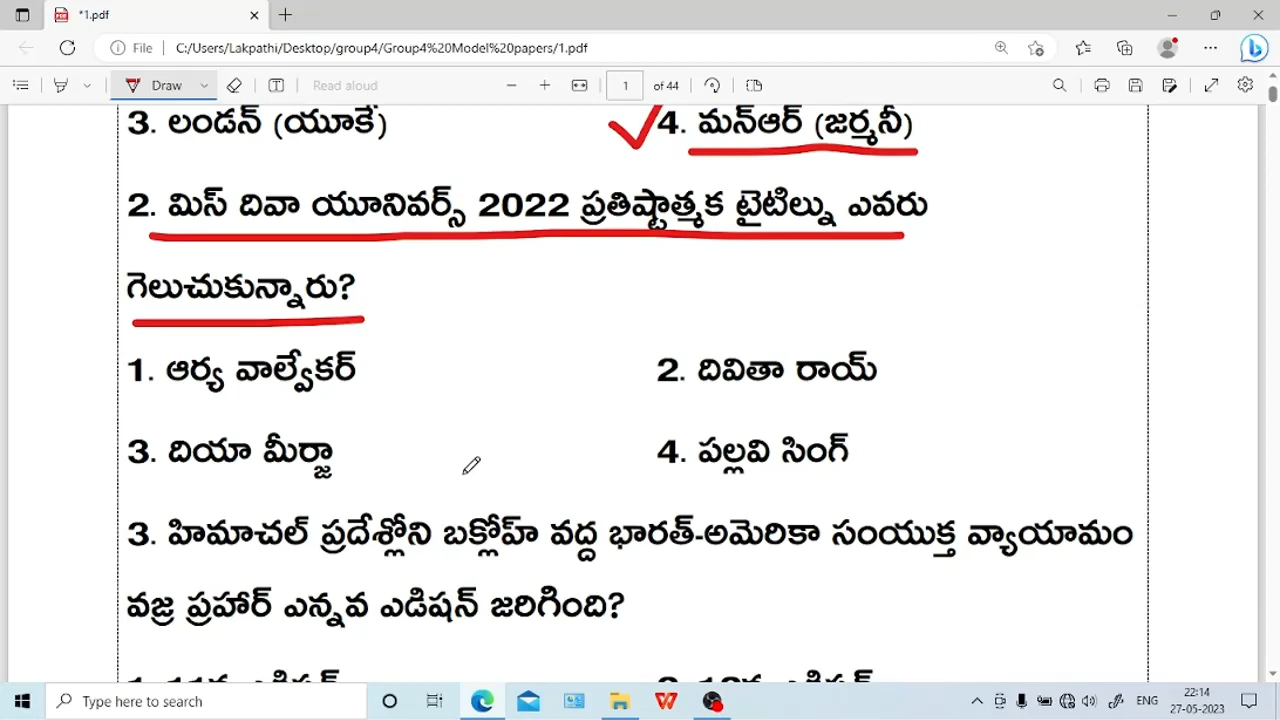 *1.pdf
File
C:/Users/Lakpathi/Desktop/group4/Group4%20Model%20papers/1.pdf
Draw
Read aloud
1
of 44
3. లండన్ (యూకే)
4. మన్ఆర్ (జర్మనీ)
2. మిస్ దివా యూనివర్స్ 2022 ప్రతిష్టాత్మక టైటిల్ను ఎవరు
గెలుచుకున్నారు?
1. ఆర్య వాల్వేకర్
2. దివితా రాయ్
3. దియా మీర్జా
4. పల్లవి సింగ్
3. హిమాచల్ ప్రదేశ్లోని బక్లోహ్ వద్ద భారత్-అమెరికా సంయుక్త వ్యాయామం
వజ్ర ప్రహార్ ఎన్నవ ఎడిషన్ జరిగింది?
Type here to search
ENG
22:14
27-05-2023